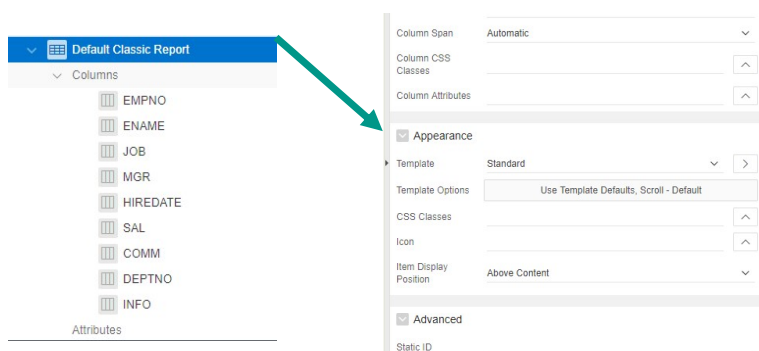 Default Classic Report
Columns
EMPNO
ENAME
JOB
MGR
HIREDATE
SAL
COMM
DEPTNO
INFO
Attributes
Column Span Automatic
Column CSS
Classes
Column Attributes
Appearance
Template Standard
Template Options Use Template Defaults, Scroll - Default
CSS Classes
Icon
Item Display
Position Above Content
Advanced
Static ID